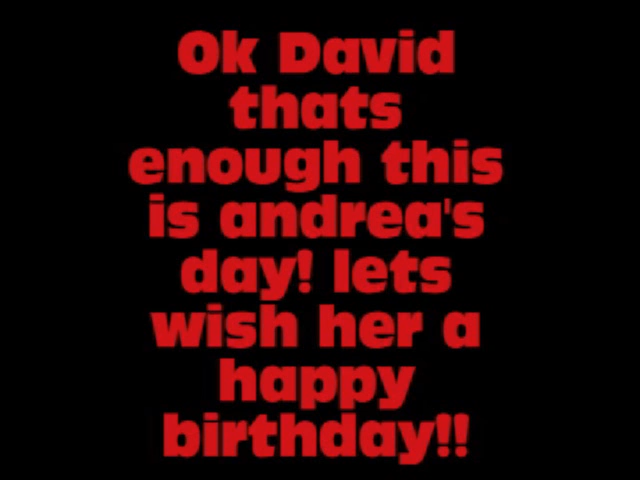 Ok David
thats
enough this
is andrea's
day! lets
wish her a
happy
birthday!!